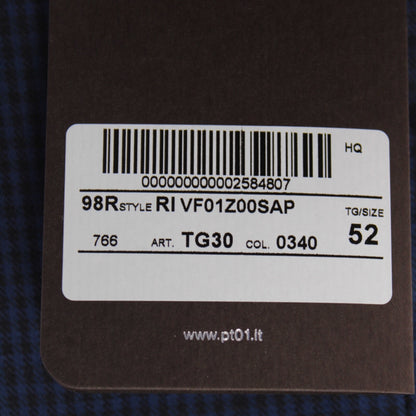 HQ
000000000002584807
98R STYLE RI VF01Z00SAP TG/SIZE
766 ART. TG30 COL. 0340 52
www.pt01.it